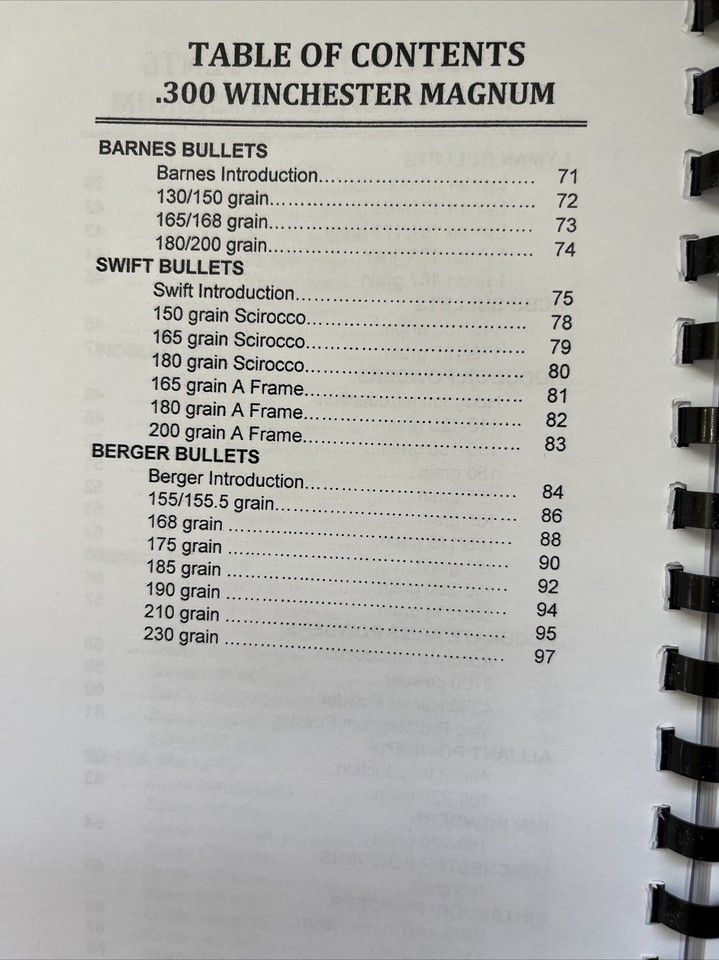 TABLE OF CONTENTS
.300 WINCHESTER MAGNUM
BARNES BULLETS
Barnes Introduction................................... 71
130/150 grain.......................................... 72
165/168 grain.......................................... 73
180/200 grain.......................................... 74
SWIFT BULLETS
Swift Introduction..................................... 75
150 grain Scirocco.................................... 78
165 grain Scirocco.................................... 79
180 grain Scirocco.................................... 80
165 grain A Frame..................................... 81
180 grain A Frame..................................... 82
200 grain A Frame..................................... 83
BERGER BULLETS
Berger Introduction................................... 84
155/155.5 grain........................................ 86
168 grain ............................................... 88
175 grain ............................................... 90
185 grain ............................................... 92
190 grain ............................................... 94
210 grain ............................................... 95
230 grain ............................................... 97